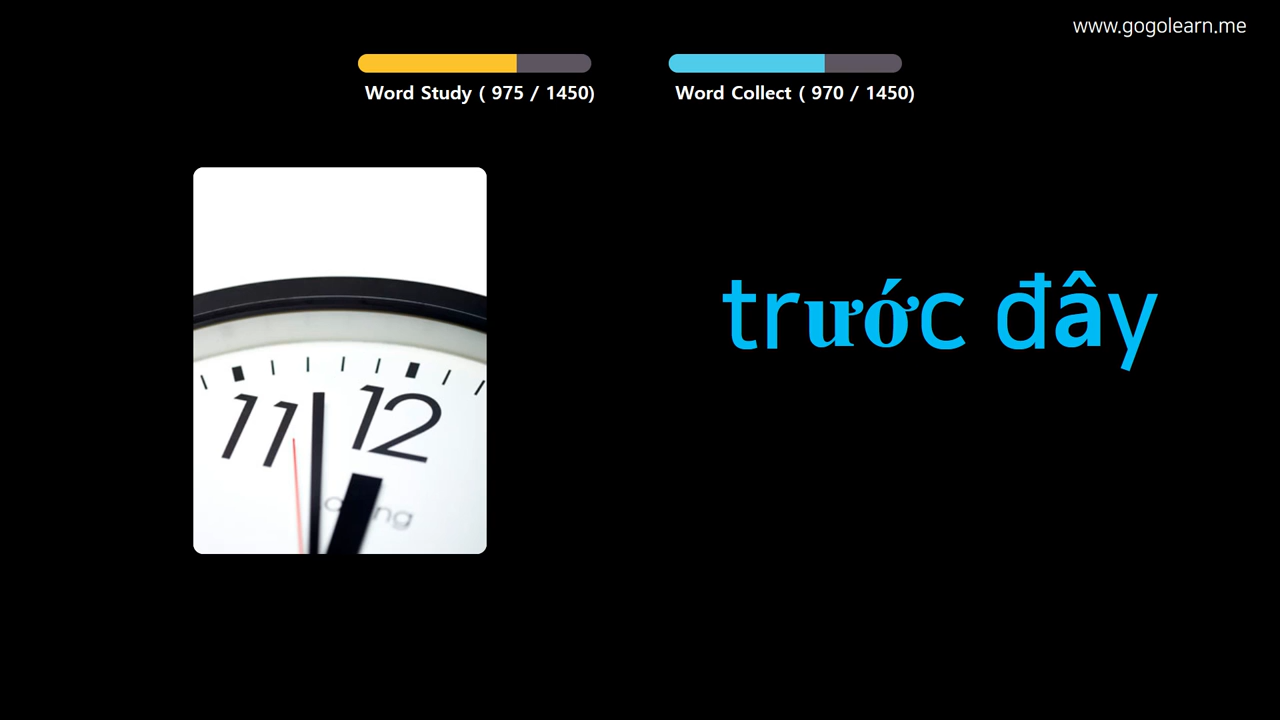 www.gogolearn.me
Word Study ( 975 / 1450)
Word Collect ( 970 / 1450)
trước đây
11
12